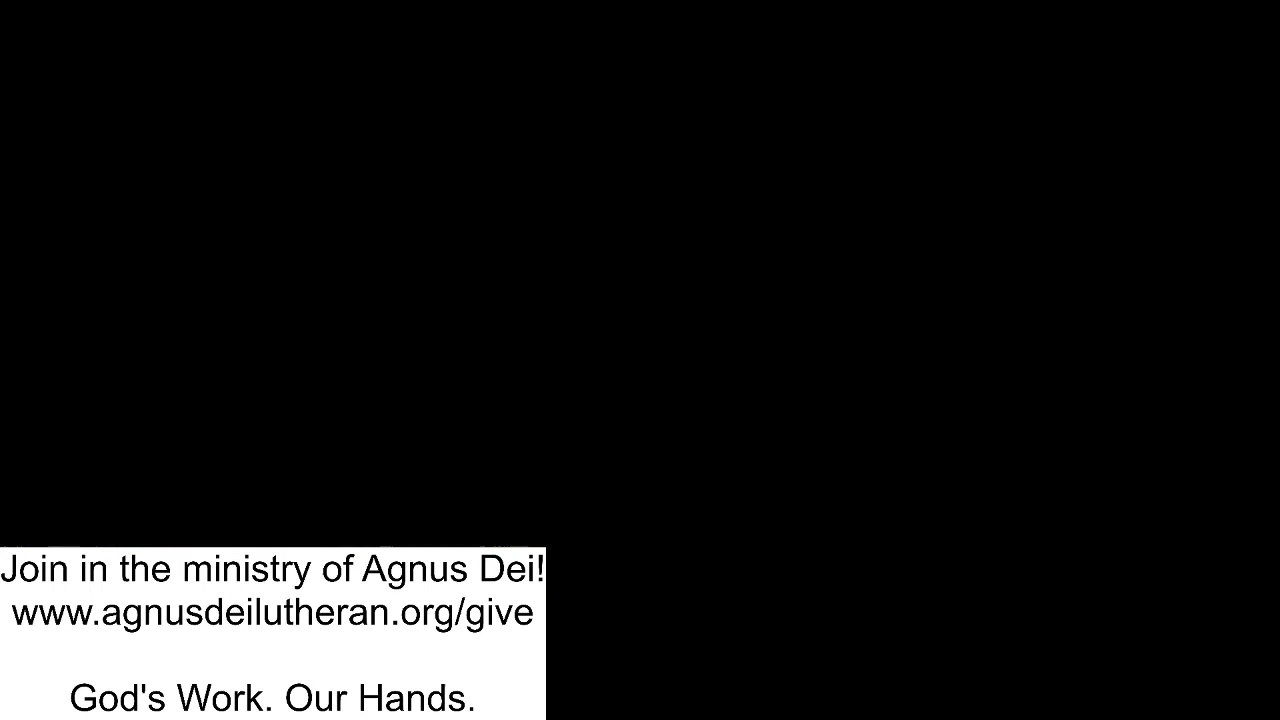 Join in the ministry of Agnus Dei!
www.agnusdeilutheran.org/give
God's Work. Our Hands.